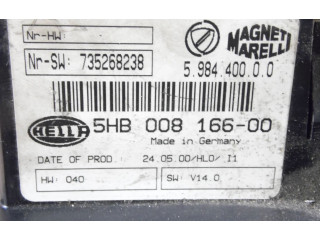 Nr-HW:
MAGNETI
MARELLI
Nr-SW: 735268238
5.984.400.0.0
HELLA
5HB 008 166-00
Made in Germany
DATE OF PROD. 24.05.00/HLO/ I1
HW: 040
SW: V14.0